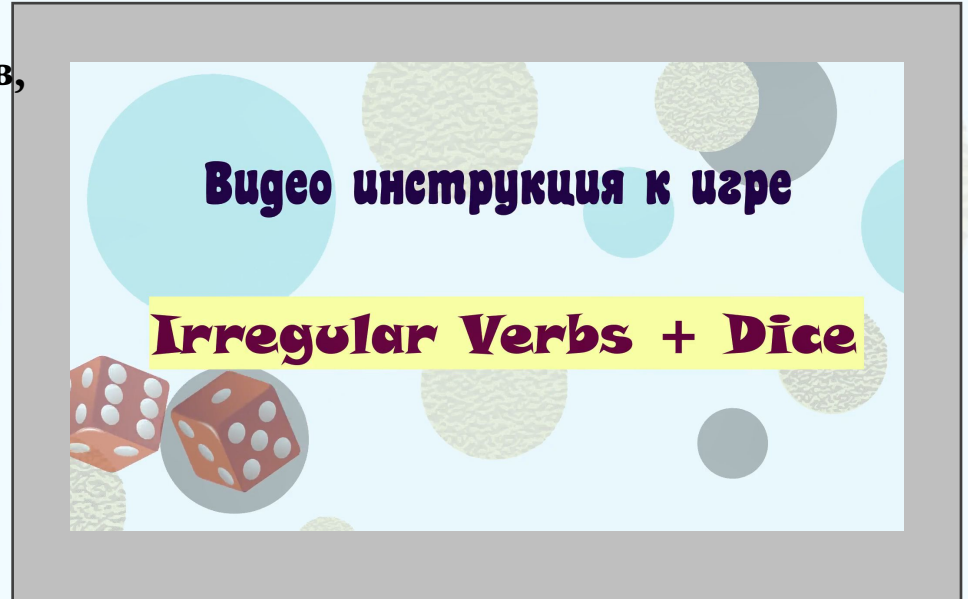 в,
Видео инструкция к игре
Irregular Verbs + Dice